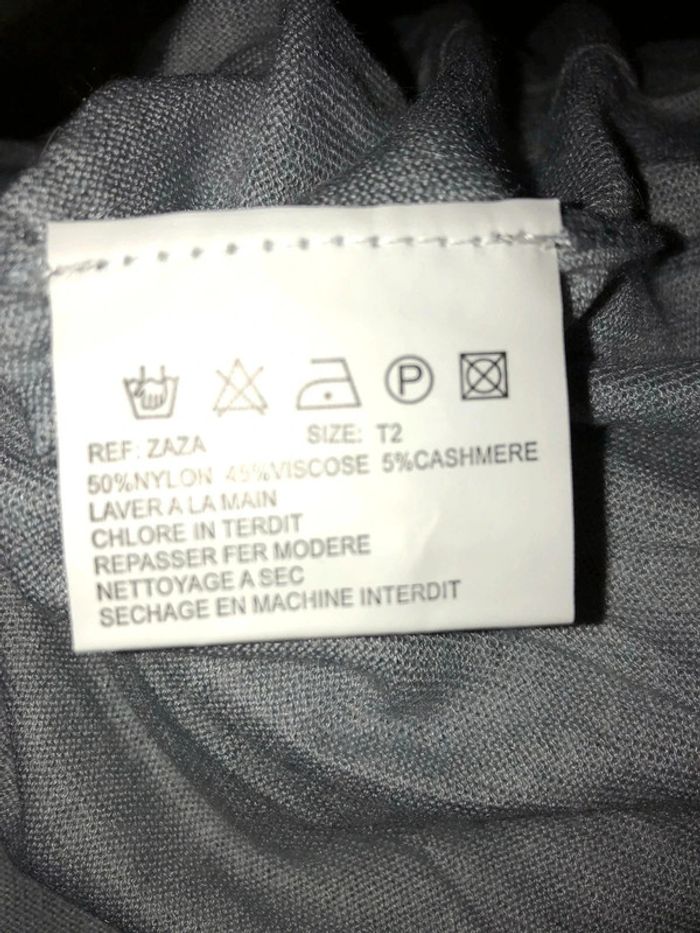 P
REF: ZAZA SIZE: T2
50%NYLON 45%VISCOSE 5%CASHMERE
LAVER A LA MAIN
CHLORE IN TERDIT
REPASSER FER MODERE
NETTOYAGE A SEC
SECHAGE EN MACHINE INTERDIT